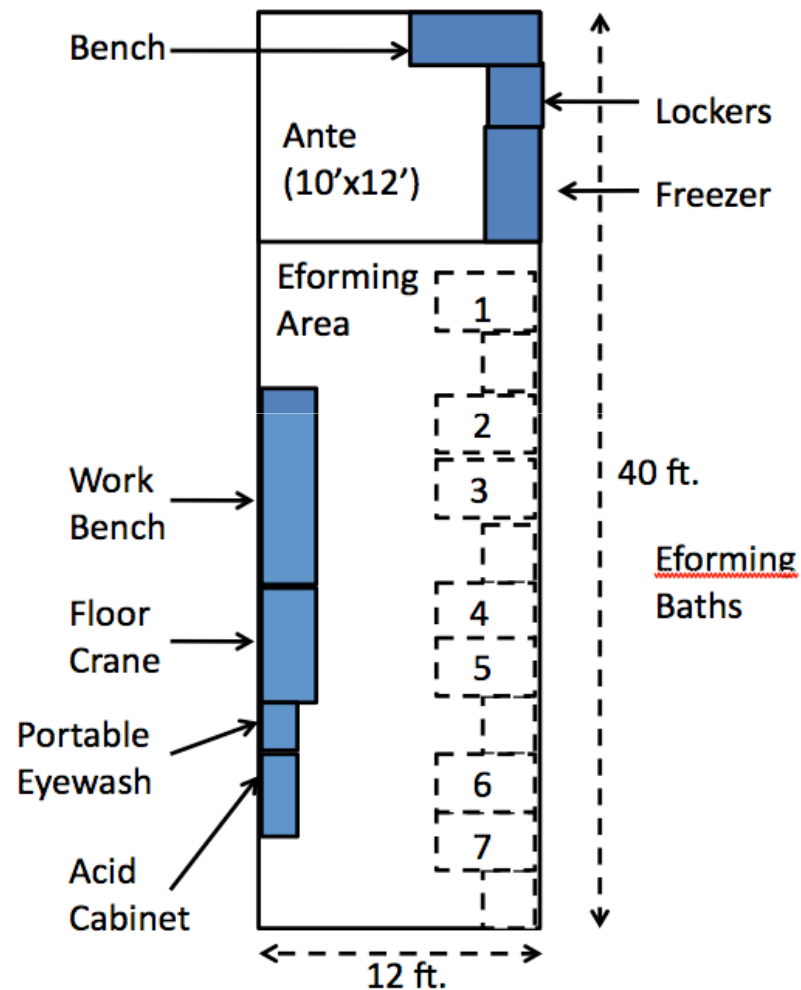 Bench
Lockers
Ante
(10’x12’)
Freezer
Eforming
Area
1
2
3
Work
Bench
40 ft.
Eforming
Baths
4
Floor
Crane
5
Portable
Eyewash
6
7
Acid
Cabinet
12 ft.